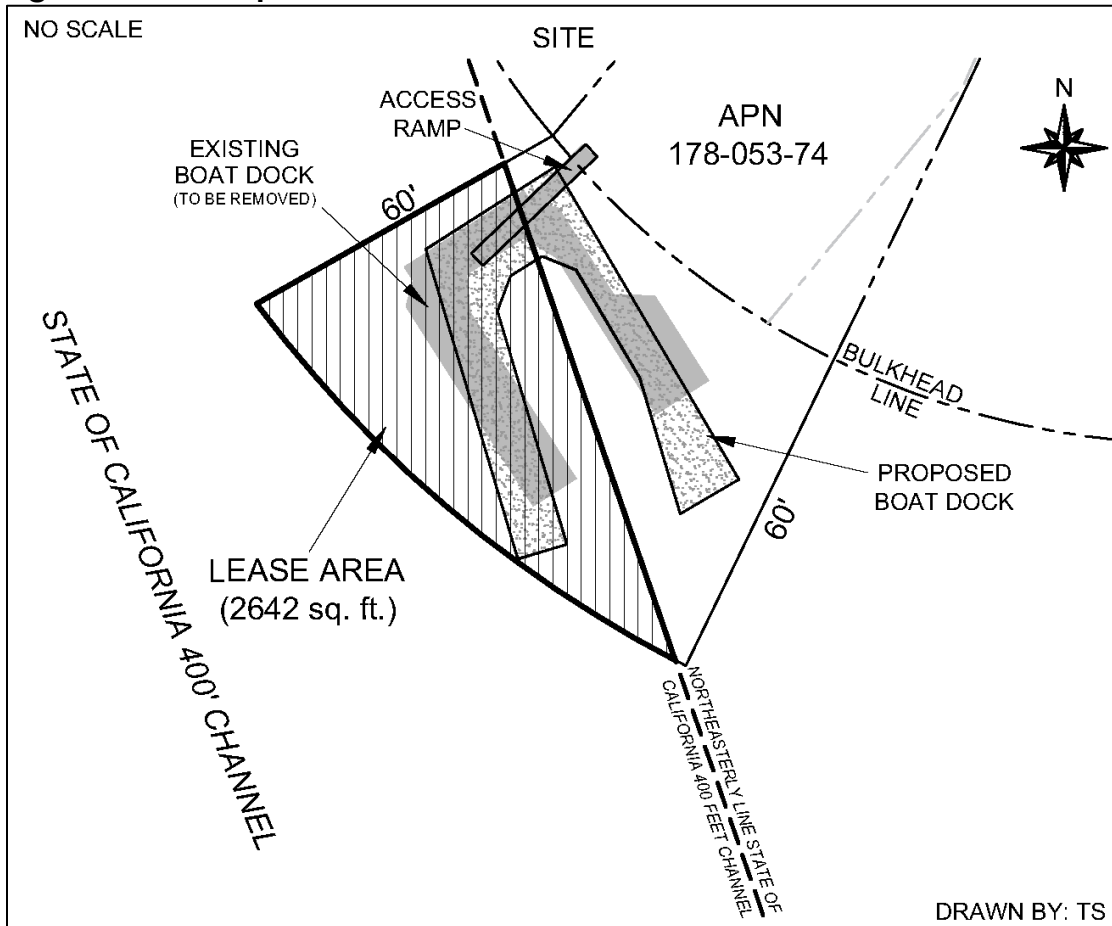 NO SCALE
SITE
N
ACCESS
RAMP
APN
178-053-74
EXISTING
BOAT DOCK
(TO BE REMOVED)
60'
BULKHEAD
LINE
PROPOSED
BOAT DOCK
60'
LEASE AREA
(2642 sq. ft.)
STATE OF CALIFORNIA 400' CHANNEL
NORTHEASTERLY LINE STATE OF
CALIFORNIA 400 FEET CHANNEL
DRAWN BY: TS